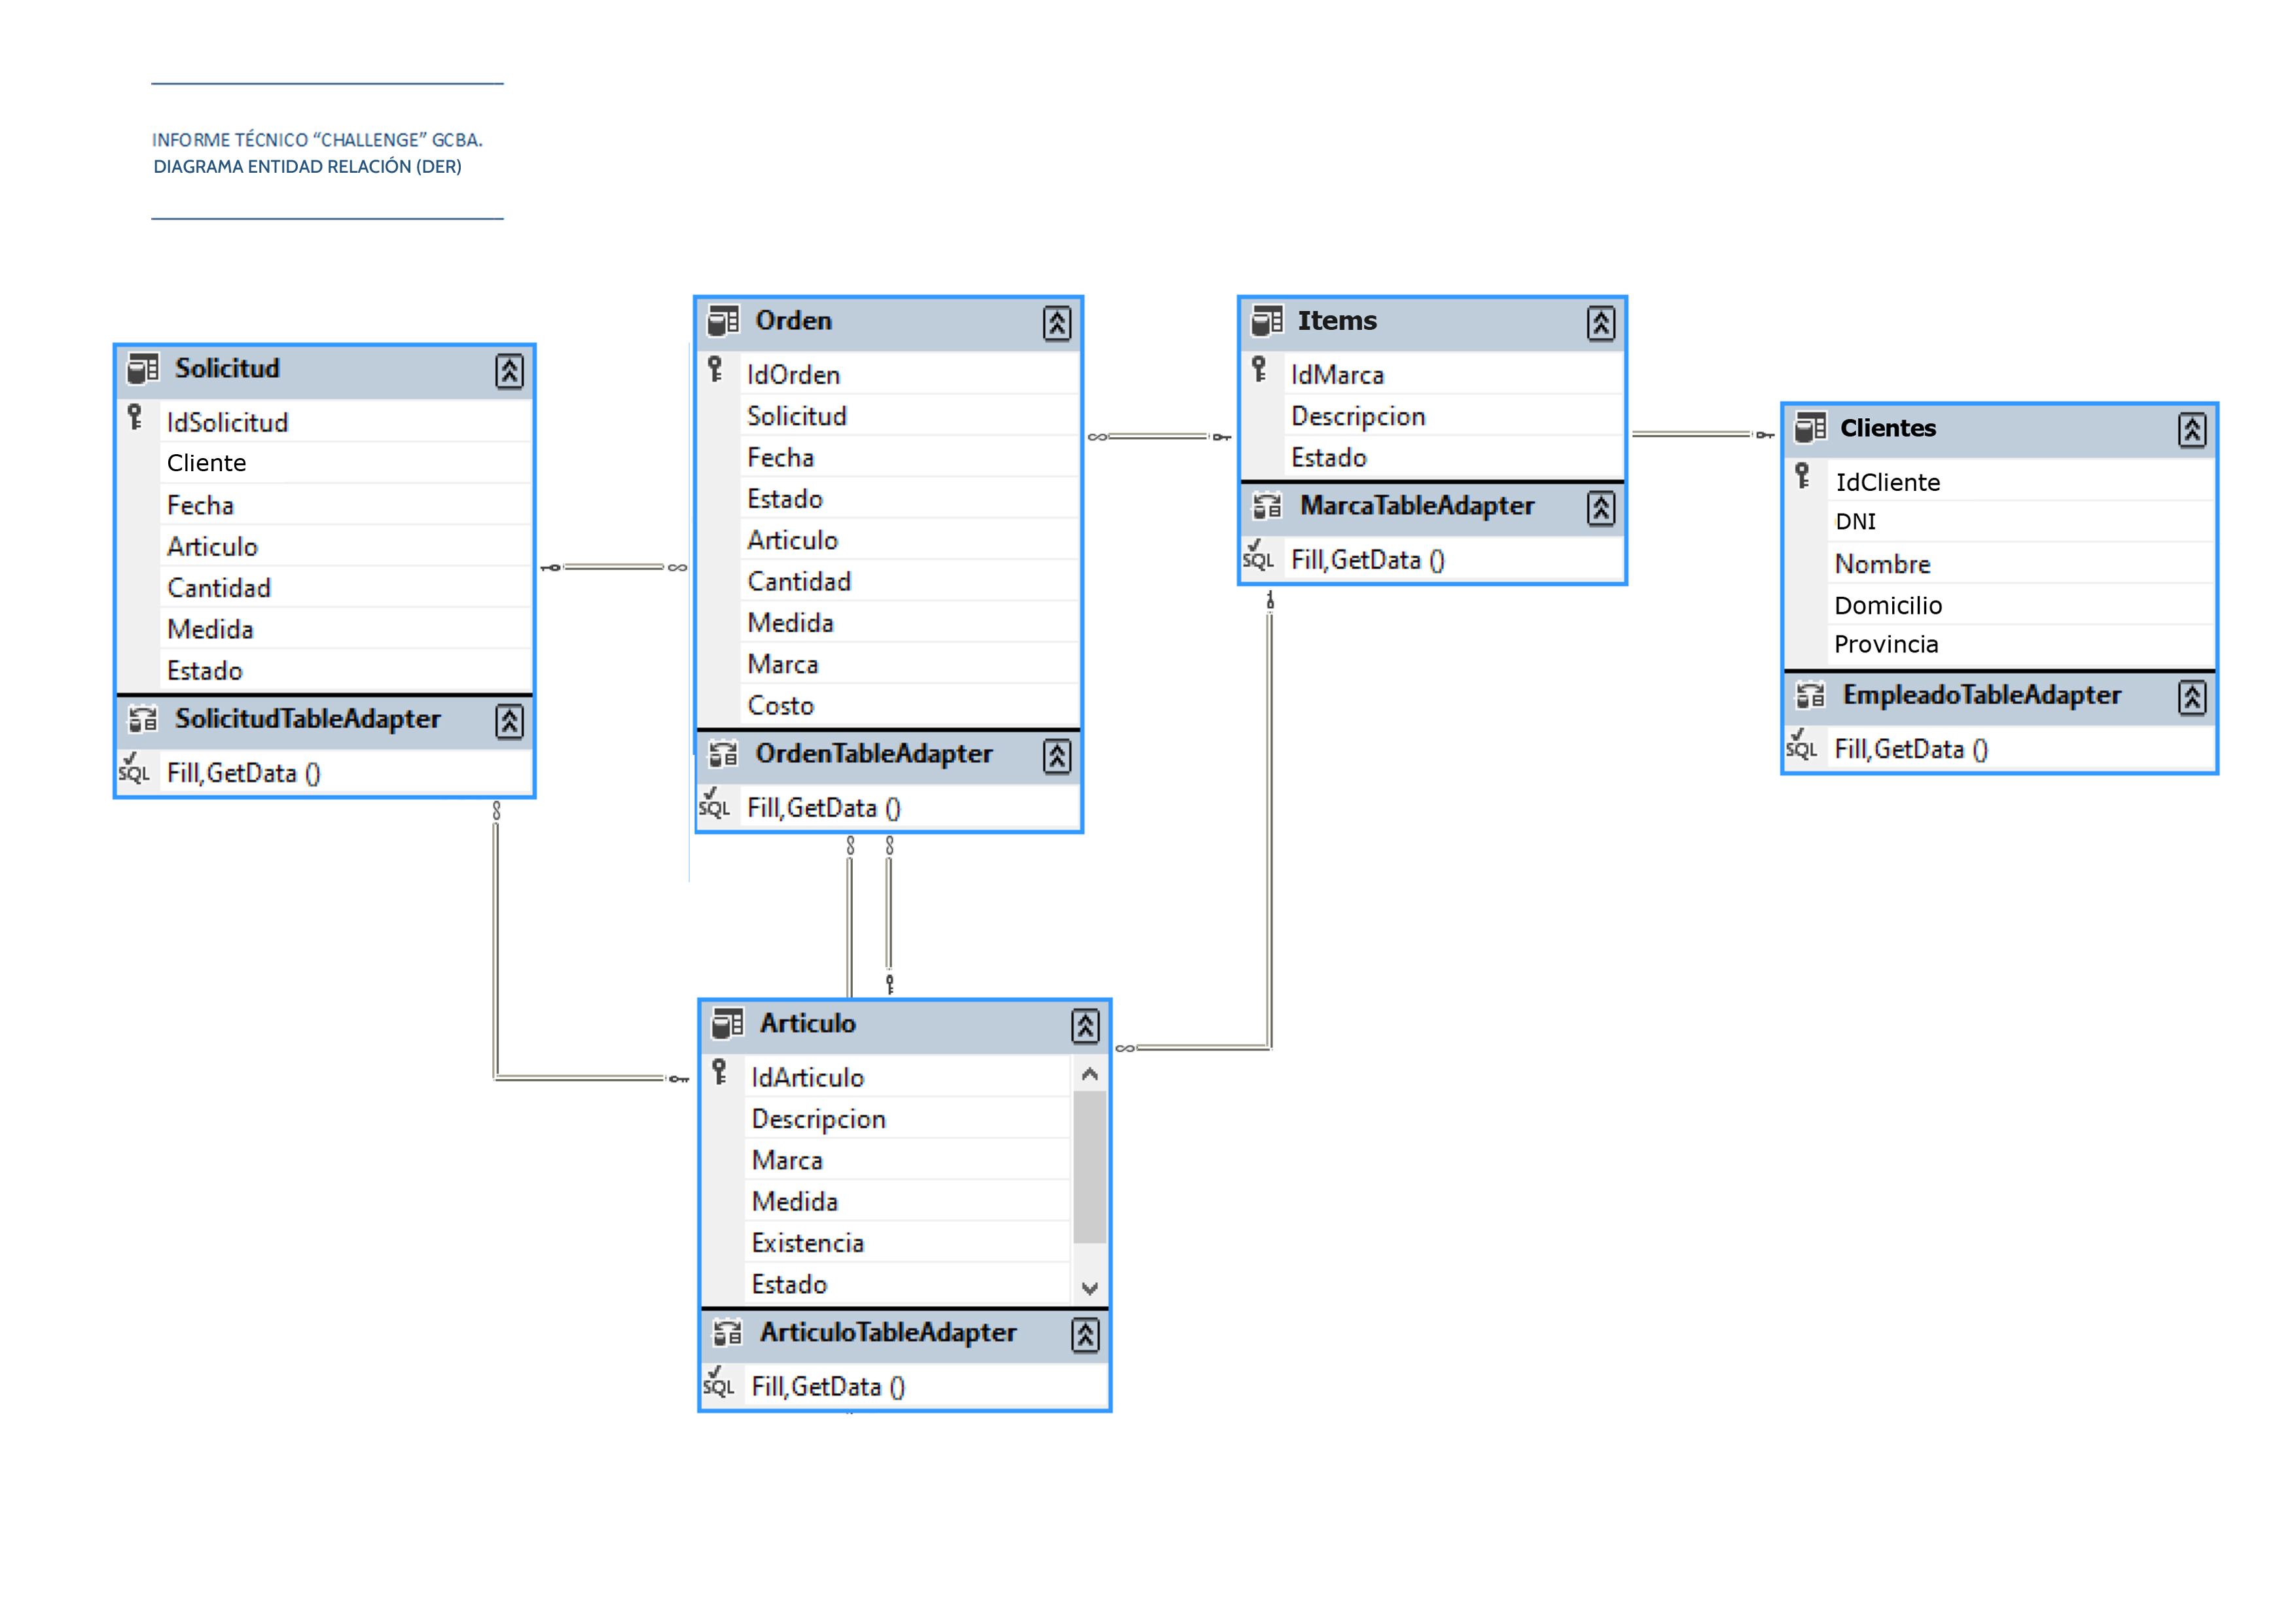 INFORME TÉCNICO “CHALLENGE” GCBA.
DIAGRAMA ENTIDAD RELACIÓN (DER)
Solicitud
IdSolicitud
Cliente
Fecha
Articulo
Cantidad
Medida
Estado
SolicitudTableAdapter
SQL Fill,GetData ()
Orden
IdOrden
Solicitud
Fecha
Estado
Articulo
Cantidad
Medida
Marca
Costo
OrdenTableAdapter
SQL Fill,GetData ()
Items
IdMarca
Descripcion
Estado
MarcaTableAdapter
SQL Fill,GetData ()
Clientes
IdCliente
DNI
Nombre
Domicilio
Provincia
EmpleadoTableAdapter
SQL Fill,GetData ()
Articulo
IdArticulo
Descripcion
Marca
Medida
Existencia
Estado
ArticuloTableAdapter
SQL Fill,GetData ()